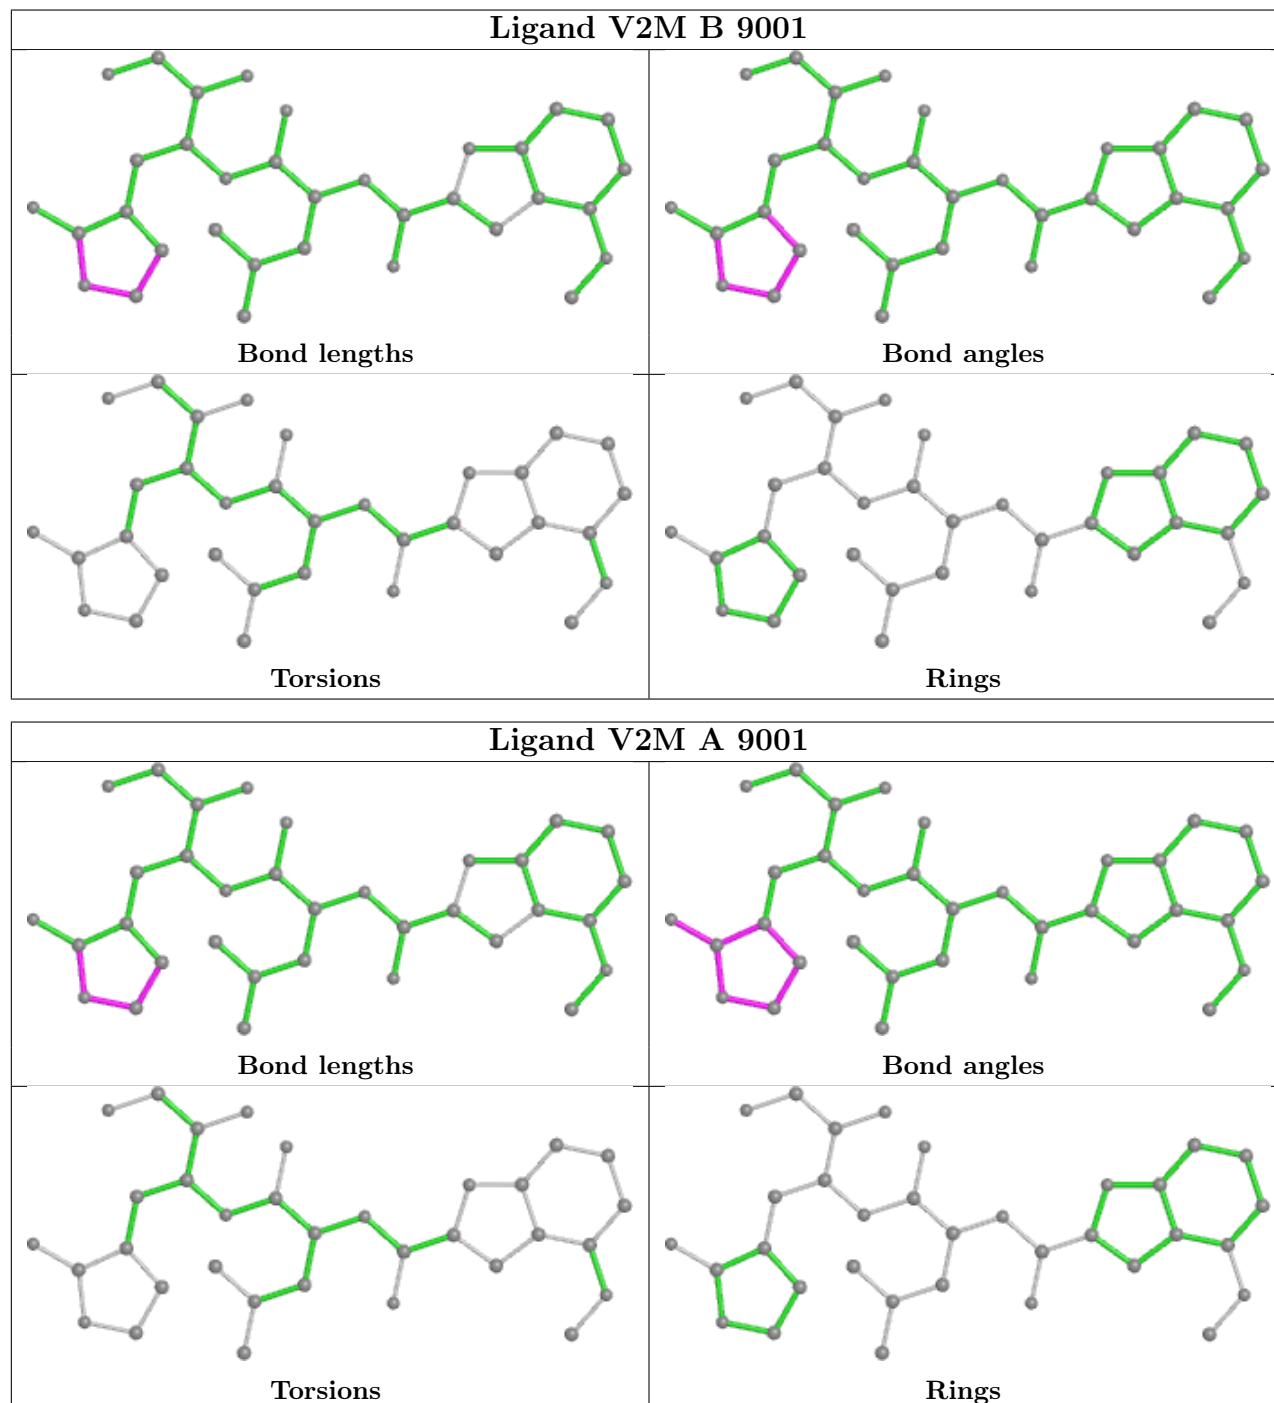 Ligand V2M B 9001
Bond lengths
Bond angles
Torsions
Rings
Ligand V2M A 9001
Bond lengths
Bond angles
Torsions
Rings